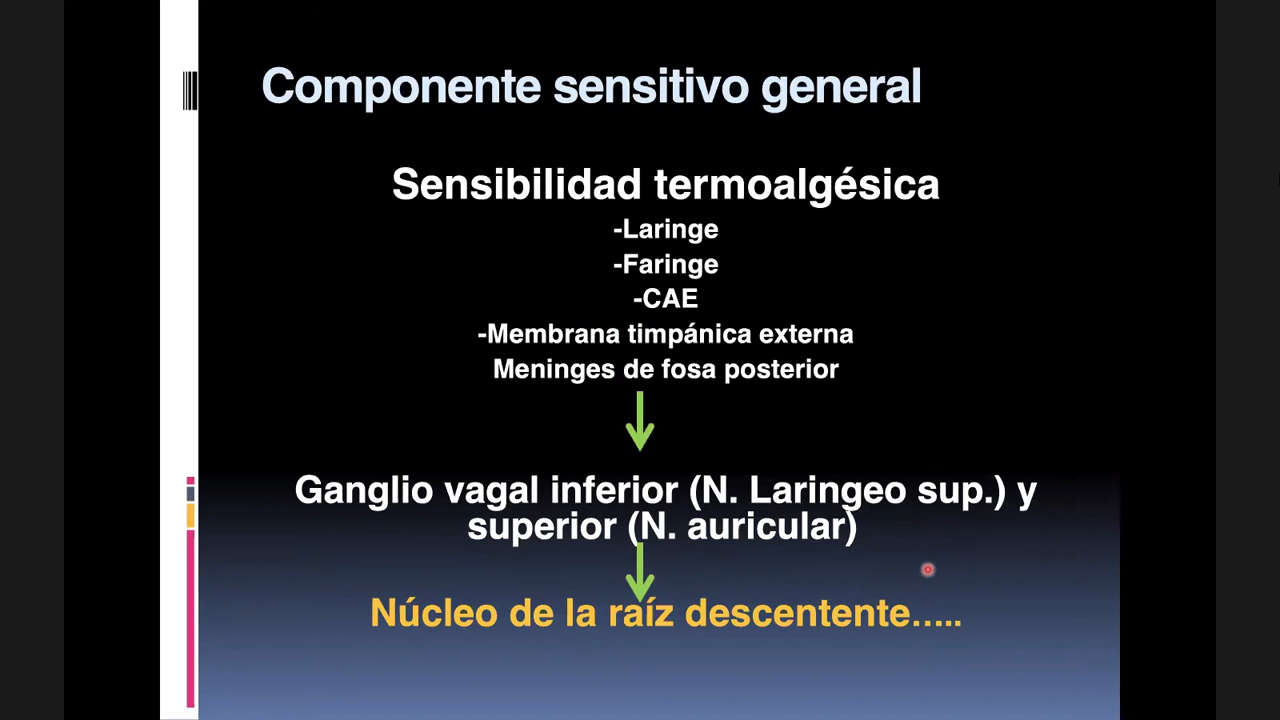 Componente sensitivo general
Sensibilidad termoalgésica
-Laringe
-Faringe
-CAE
-Membrana timpánica externa
Meninges de fosa posterior
Ganglio vagal inferior (N. Laringeo sup.) y
superior (N. auricular)
Núcleo de la raíz descentente…..